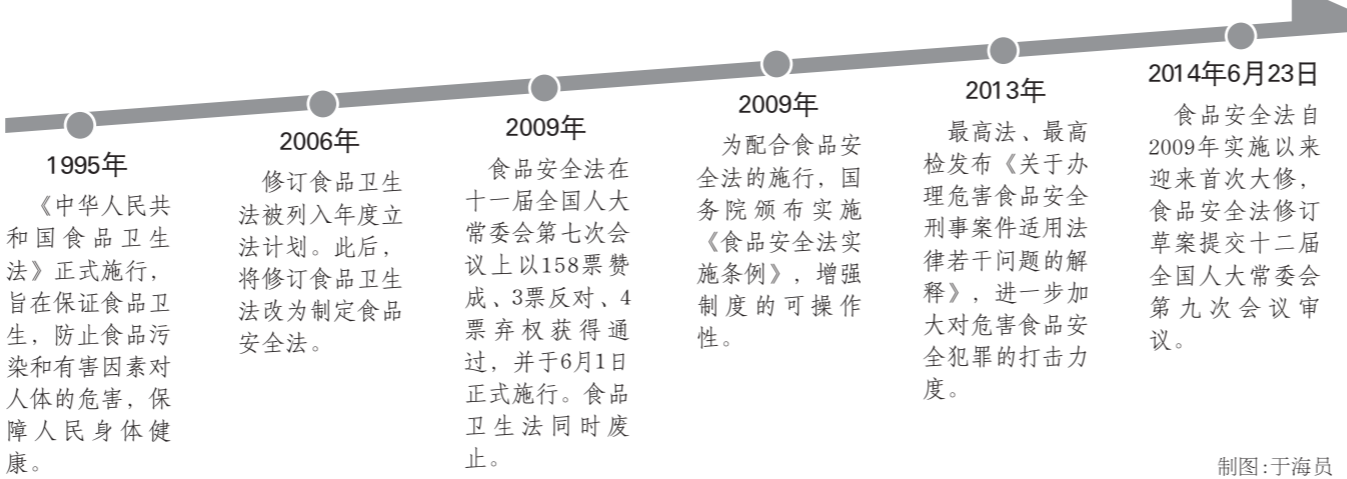 1995年
《中华人民共
和国食品卫生
法》正式施行，
旨在保证食品卫
生，防止食品污
染和有害因素对
人体的危害，保
障人民身体健
康。
2006年
修订食品卫生
法被列入年度立
法计划。此后，
将修订食品卫生
法改为制定食品
安全法。
2009年
食品安全法在
十一届全国人大
常委会第七次会
议上以158票赞
成、3票反对、4
票弃权获得通
过，并于6月1日
正式施行。食品
卫生法同时废
止。
2009年
为配合食品安
全法的施行，国
务院颁布实施
《食品安全法实
施条例》，增强
制度的可操作
性。
2013年
最高法、最高
检发布《关于办
理危害食品安全
刑事案件适用法
律若干问题的解
释》，进一步加
大对危害食品安
全犯罪的打击力
度。
2014年6月23日
食品安全法自
2009年实施以来
迎来首次大修，
食品安全法修订
草案提交十二届
全国人大常委会
第九次会议审
议。
制图:于海员